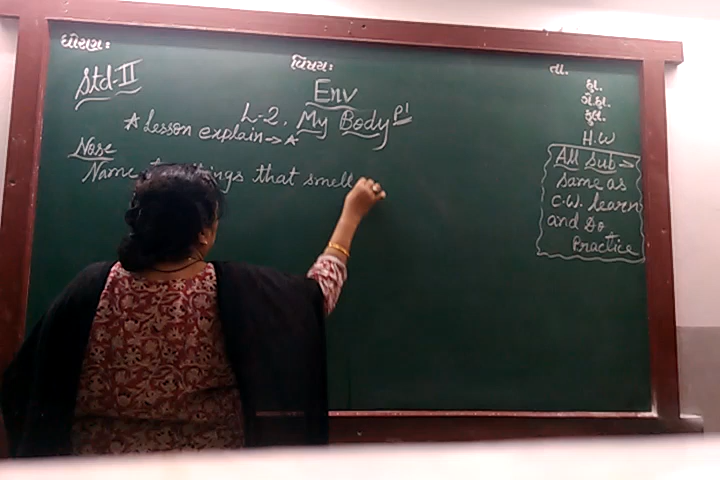 ધોરણઃ
વિષયઃ
તા.
Std-II
Env
L-2. My Body P1
★ Lesson explain → ★
Nose
Name things that smell
કુ.
ગે.હા.
કુલ.
H.W
All Sub →
Same as
C.W. learn
and Do
Practice